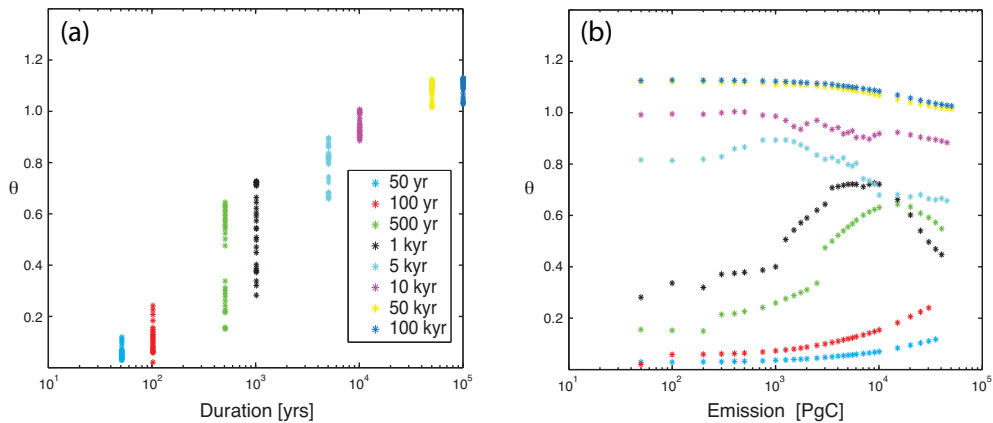 (a)
1.2
1.0
0.8
θ
0.6
0.4
0.2
10¹ 10² 10³ 10⁴ 10⁵
Duration [yrs]
50 yr
100 yr
500 yr
1 kyr
5 kyr
10 kyr
50 kyr
100 kyr
(b)
1.2
1.0
0.8
θ
0.6
0.4
0.2
10¹ 10² 10³ 10⁴ 10⁵
Emission [PgC]